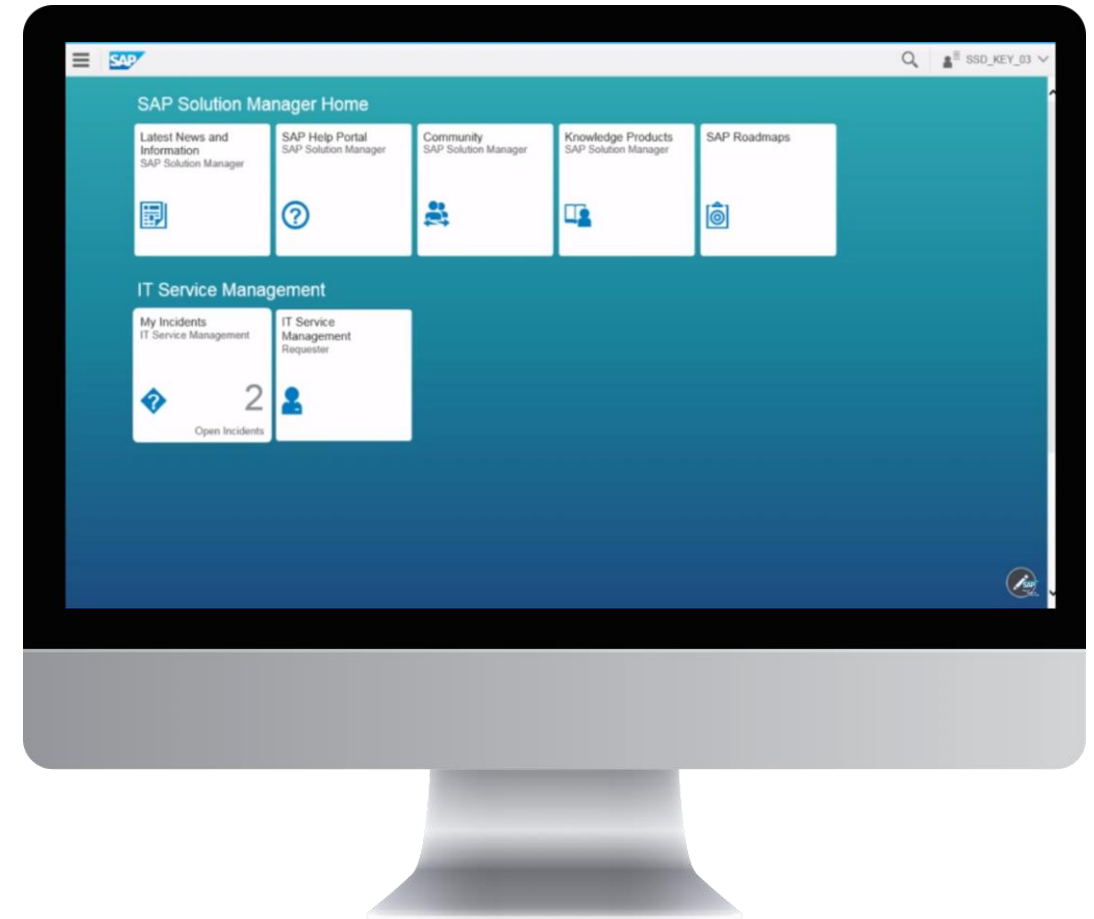 SAP
SSD_KEY_03
SAP Solution Manager Home
Latest News and
Information
SAP Solution Manager
SAP Help Portal
SAP Solution Manager
Community
SAP Solution Manager
Knowledge Products
SAP Solution Manager
SAP Roadmaps
IT Service Management
My Incidents
IT Service Management
2
Open Incidents
IT Service
Management
Requester
SAP